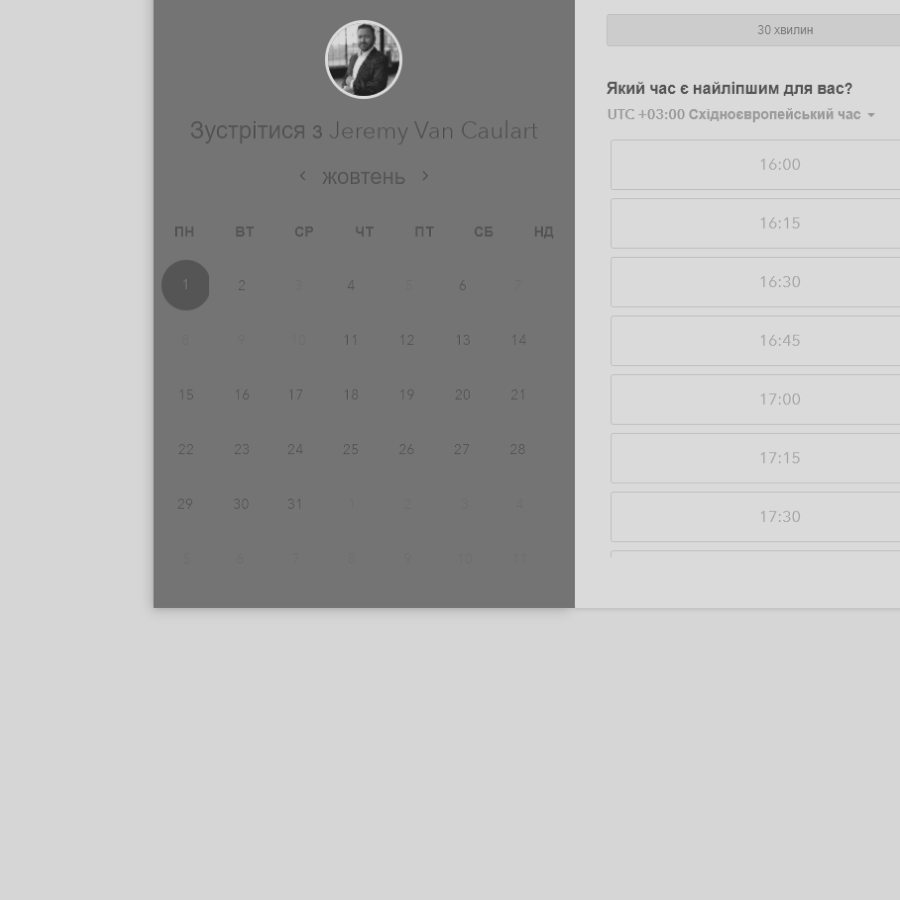 Зустрітися з Jeremy Van Caulart
жовтень
ПН ВТ СР ЧТ ПТ СБ НД
1 2 3 4 5 6 7
8 9 10 11 12 13 14
15 16 17 18 19 20 21
22 23 24 25 26 27 28
29 30 31 1 2 3 4
5 6 7 8 9 10 11
30 хвилин
Який час є найліпшим для вас?
UTC +03:00 Східноєвропейський час
16:00
16:15
16:30
16:45
17:00
17:15
17:30